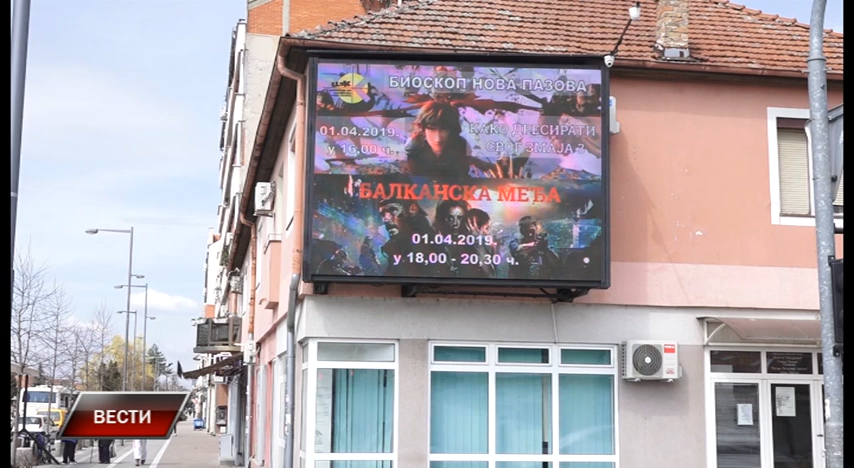 БИОСКОП НОВА ПАЗОВА
01.04.2019.
у 16,00 ч.
КАКО ДРЕСИРАТИ
СВОГ ЗМАЈА 3
БАЛКАНСКА МЕЂА
01.04.2019.
у 18,00 - 20,30 ч.
ВЕСТИ